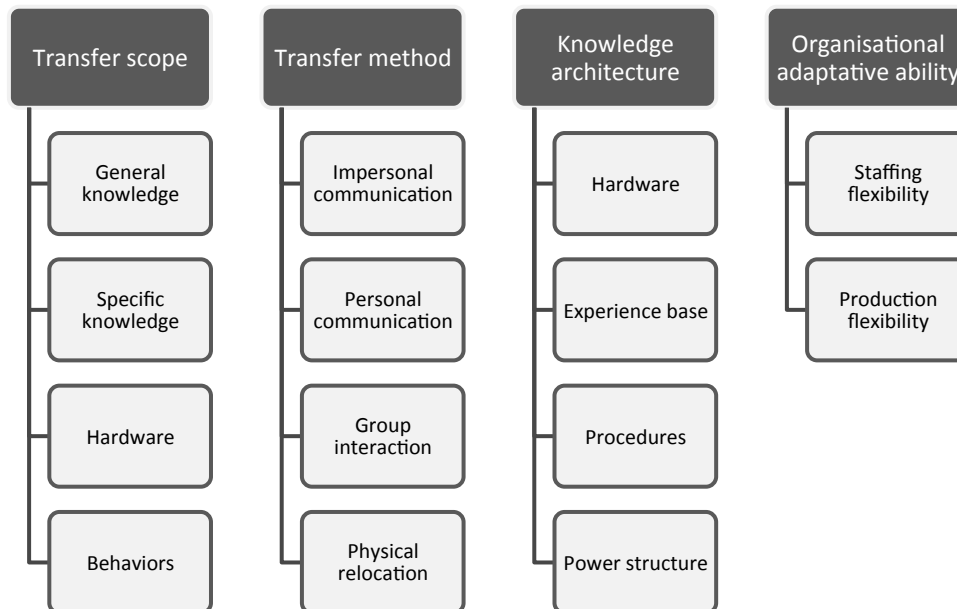 Transfer scope
General
knowledge
Specific
knowledge
Hardware
Behaviors
Transfer method
Impersonal
communication
Personal
communication
Group
interaction
Physical
relocation
Knowledge
architecture
Hardware
Experience base
Procedures
Power structure
Organisational
adaptative ability
Staffing
flexibility
Production
flexibility